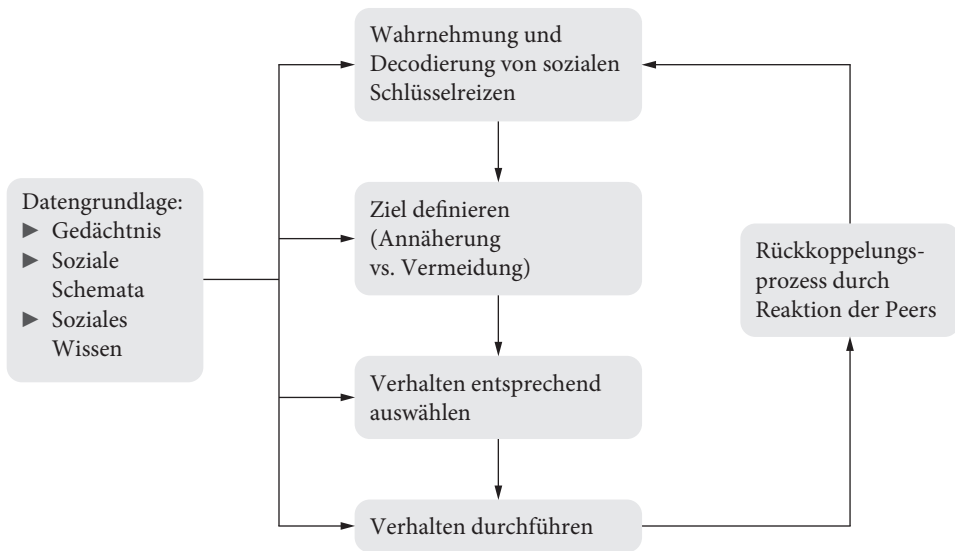 Wahrnehmung und
Decodierung von sozialen
Schlüsselreizen
Datengrundlage:
▶ Gedächtnis
▶ Soziale
Schemata
▶ Soziales
Wissen
Ziel definieren
(Annäherung
vs. Vermeidung)
Rückkoppelungs-
prozess durch
Reaktion der Peers
Verhalten entsprechend
auswählen
Verhalten durchführen